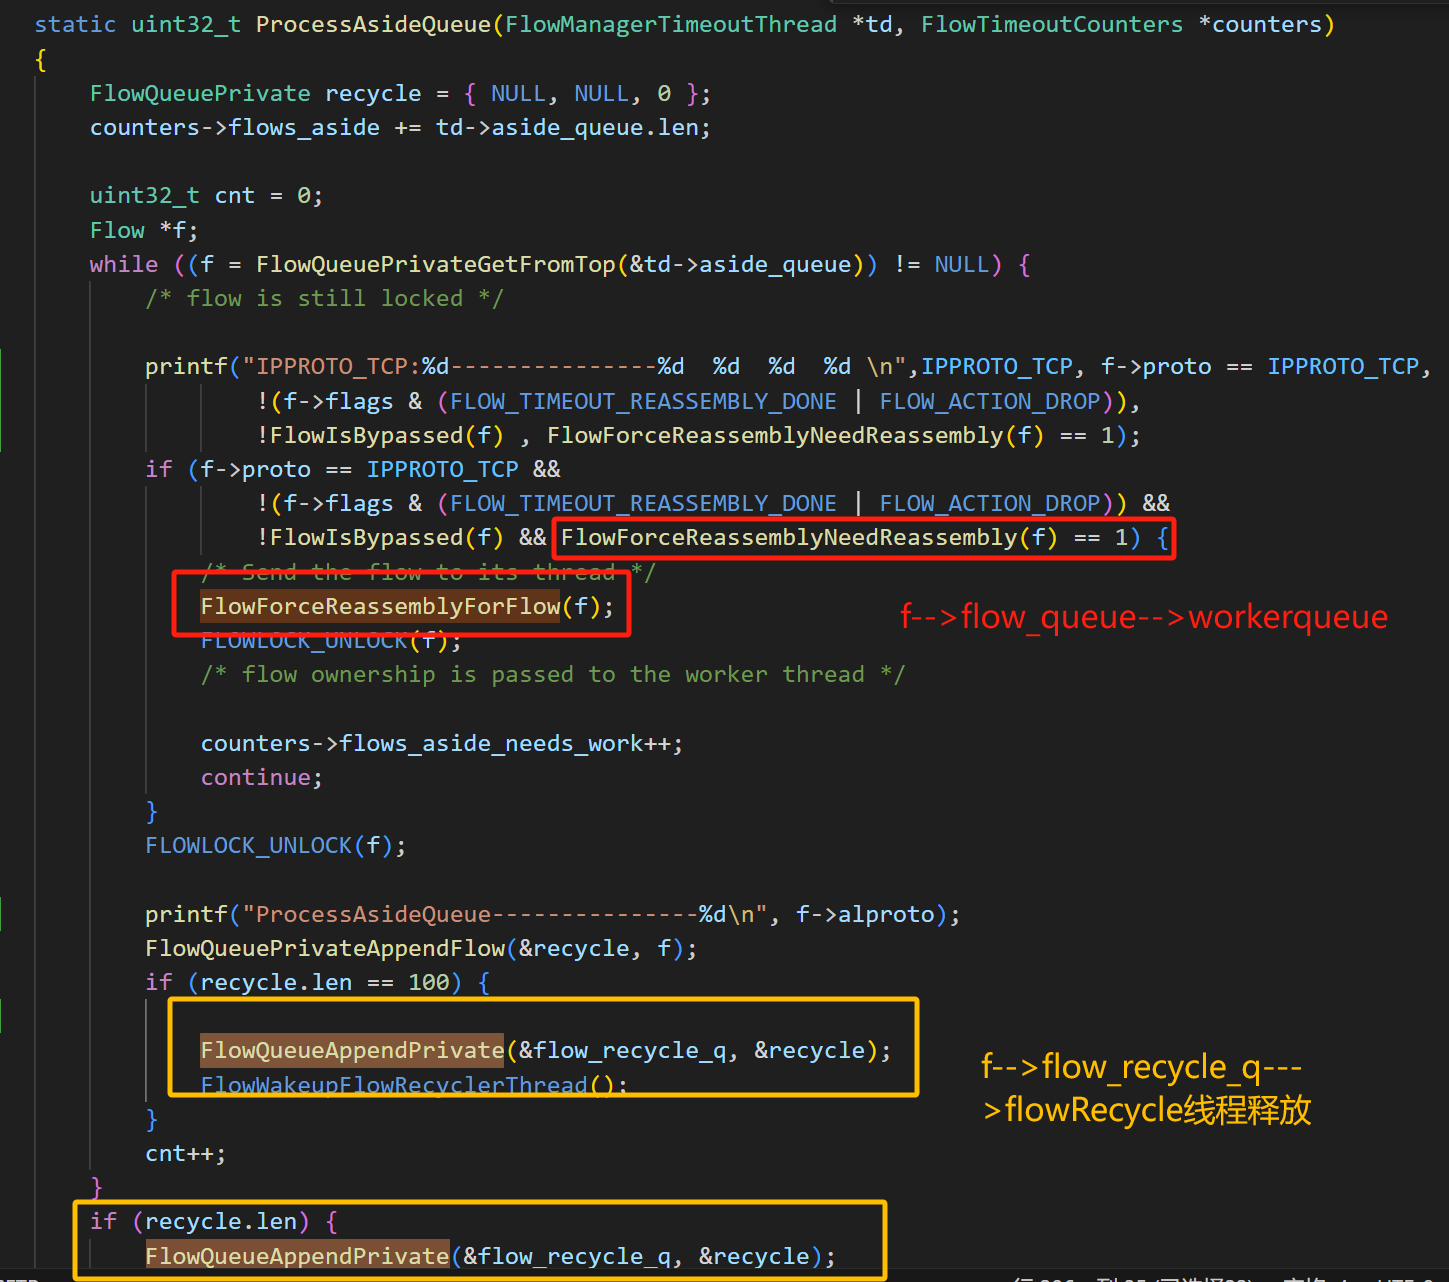 static uint32_t ProcessAsideQueue(FlowManagerTimeoutThread *td, FlowTimeoutCounters *counters)
{
FlowQueuePrivate recycle = { NULL, NULL, 0 };
counters->flows_aside += td->aside_queue.len;
uint32_t cnt = 0;
Flow *f;
while ((f = FlowQueuePrivateGetFromTop(&td->aside_queue)) != NULL) {
/* flow is still locked */
printf("IPPROTO_TCP:%d---------------%d  %d  %d  %d \n",IPPROTO_TCP, f->proto == IPPROTO_TCP,
!(f->flags & (FLOW_TIMEOUT_REASSEMBLY_DONE | FLOW_ACTION_DROP)),
!FlowIsBypassed(f) , FlowForceReassemblyNeedReassembly(f) == 1);
if (f->proto == IPPROTO_TCP &&
!(f->flags & (FLOW_TIMEOUT_REASSEMBLY_DONE | FLOW_ACTION_DROP)) &&
!FlowIsBypassed(f) && FlowForceReassemblyNeedReassembly(f) == 1) {
/* Send the flow to its thread */
FlowForceReassemblyForFlow(f);
f-->flow_queue-->workerqueue
FLOWLOCK_UNLOCK(f);
/* flow ownership is passed to the worker thread */
counters->flows_aside_needs_work++;
continue;
}
FLOWLOCK_UNLOCK(f);
printf("ProcessAsideQueue---------------%d\n", f->alproto);
FlowQueuePrivateAppendFlow(&recycle, f);
if (recycle.len == 100) {
FlowQueueAppendPrivate(&flow_recycle_q, &recycle);
FlowWakeupFlowRecyclerThread();
f-->flow_recycle_q---
>flowRecycle线程释放
}
cnt++;
}
if (recycle.len) {
FlowQueueAppendPrivate(&flow_recycle_q, &recycle);